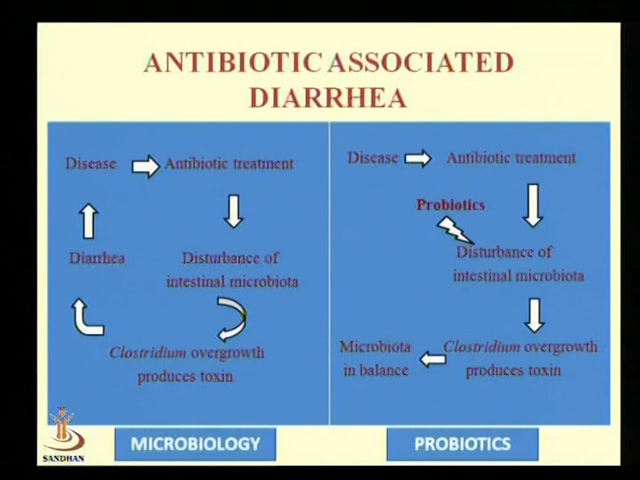 ANTIBIOTIC ASSOCIATED
DIARRHEA
Disease
Antibiotic treatment
Diarrhea
Disturbance of
intestinal microbiota
Clostridium overgrowth
produces toxin
MICROBIOLOGY
Disease
Antibiotic treatment
Probiotics
Disturbance of
intestinal microbiota
Microbiota
in balance
Clostridium overgrowth
produces toxin
PROBIOTICS
SANDHAN